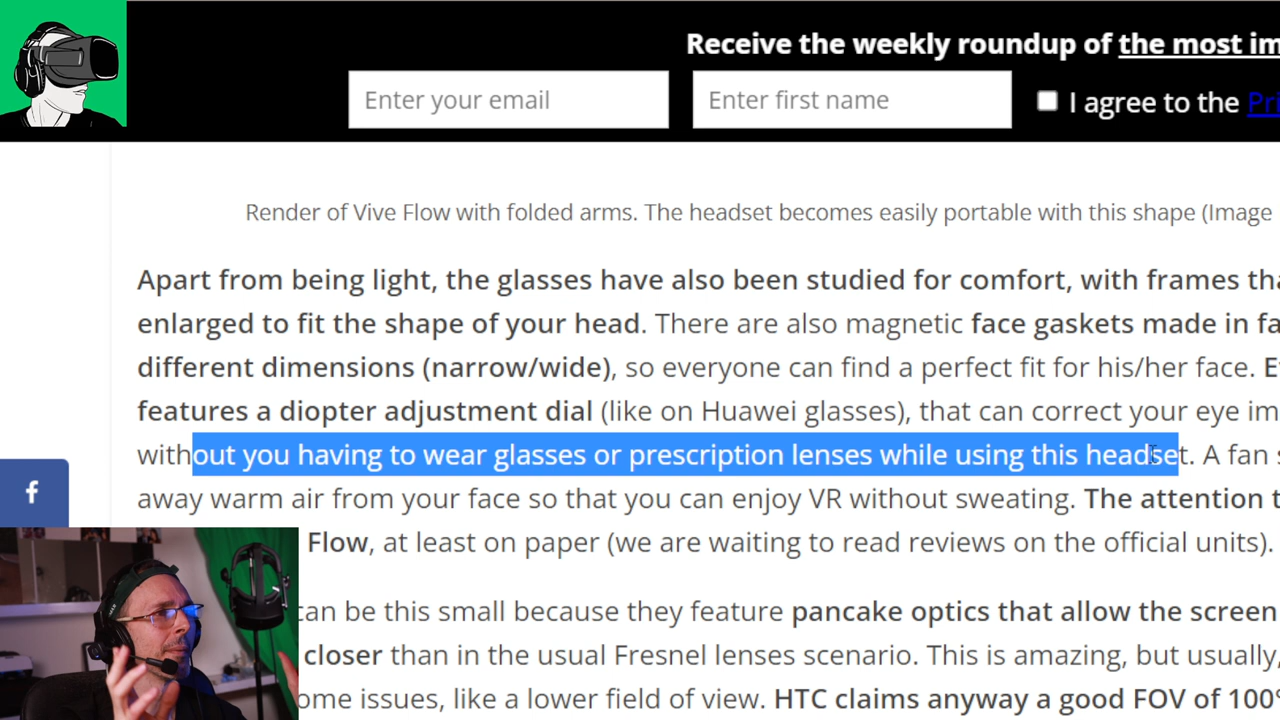 Receive the weekly roundup of the most im
Enter your email
Enter first name
I agree to the Pri
Render of Vive Flow with folded arms. The headset becomes easily portable with this shape (Image
Apart from being light, the glasses have also been studied for comfort, with frames tha
enlarged to fit the shape of your head. There are also magnetic face gaskets made in fa
different dimensions (narrow/wide), so everyone can find a perfect fit for his/her face. E
features a diopter adjustment dial (like on Huawei glasses), that can correct your eye im
without you having to wear glasses or prescription lenses while using this headset. A fan s
away warm air from your face so that you can enjoy VR without sweating. The attention t
Flow, at least on paper (we are waiting to read reviews on the official units).
can be this small because they feature pancake optics that allow the screen
closer than in the usual Fresnel lenses scenario. This is amazing, but usually,
ome issues, like a lower field of view. HTC claims anyway a good FOV of 100°